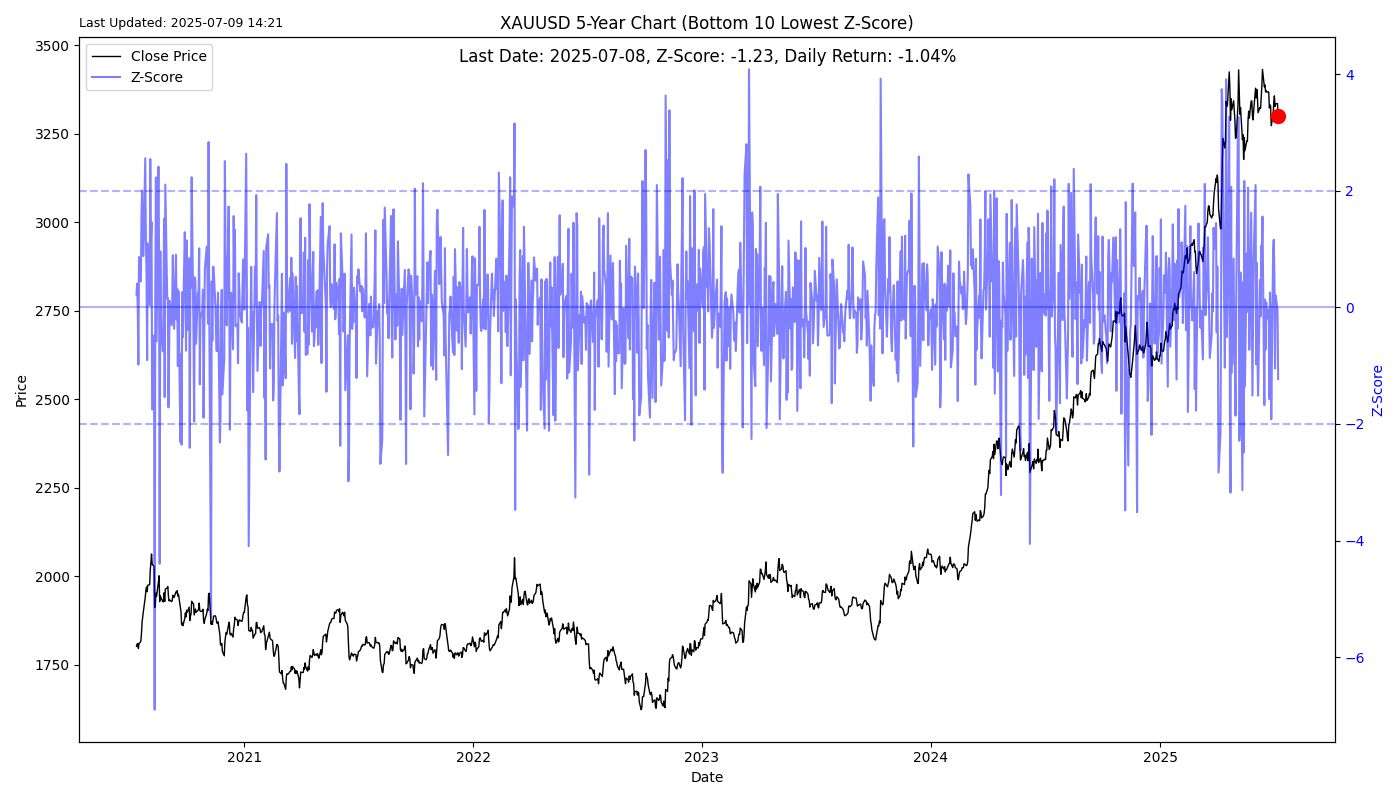 Last Updated: 2025-07-09 14:21
XAUUSD 5-Year Chart (Bottom 10 Lowest Z-Score)
Last Date: 2025-07-08, Z-Score: -1.23, Daily Return: -1.04%
Close Price
Z-Score
3500
3250
3000
2750
2500
2250
2000
1750
Price
4
2
0
−2
−4
−6
Z-Score
2021
2022
2023
2024
2025
Date